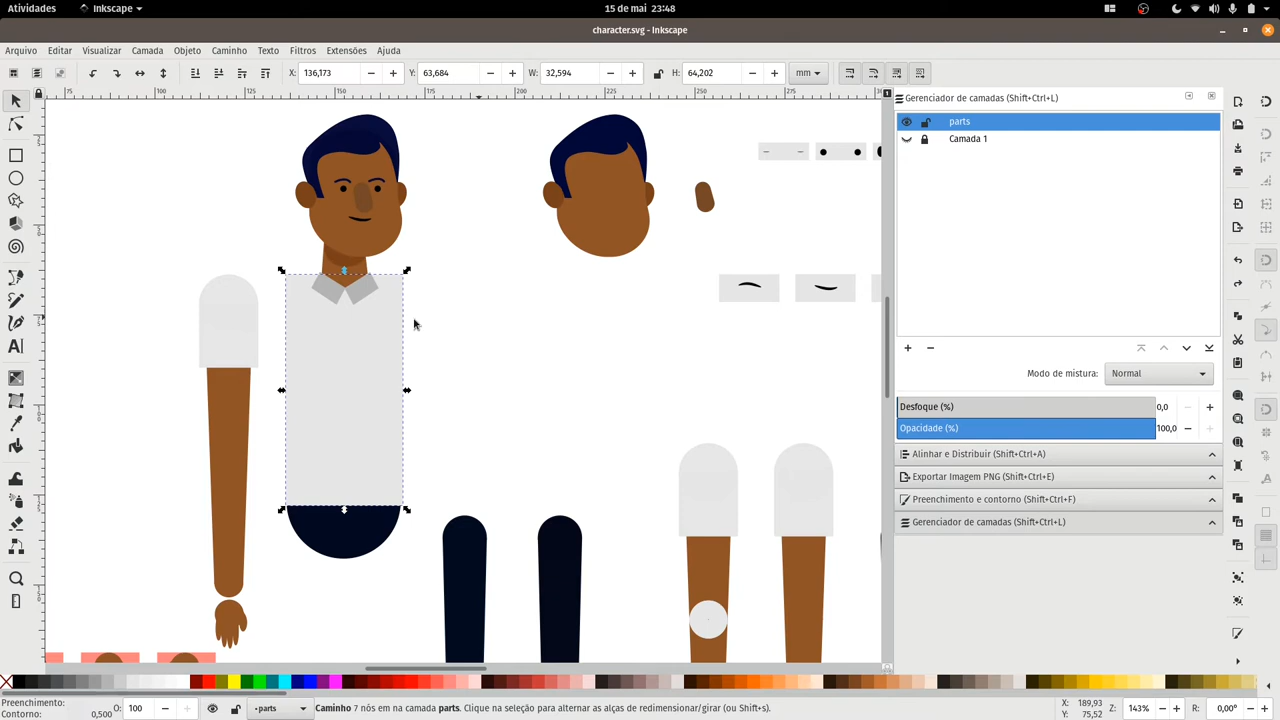 Atividades Inkscape 15 de mai 23:48
character.svg - Inkscape
Arquivo Editar Visualizar Camada Objeto Caminho Texto Filtros Extensões Ajuda
X: 136,173 Y: 63,684 W: 32,594 H: 64,202 mm
Gerenciador de camadas (Shift+Ctrl+L)
parts
Camada 1
Modo de mistura: Normal
Desfoque (%) 0,0
Opacidade (%) 100,0
Alinhar e Distribuir (Shift+Ctrl+A)
Exportar Imagem PNG (Shift+Ctrl+E)
Preenchimento e contorno (Shift+Ctrl+F)
Gerenciador de camadas (Shift+Ctrl+L)
Preenchimento:
Contorno: 0,500
O: 100
parts
Caminho 7 nós em na camada parts. Clique na seleção para alternar as alças de redimensionar/girar (ou Shift+s).
X: 189,93
Y: 75,52
Z: 143% R: 0,00°